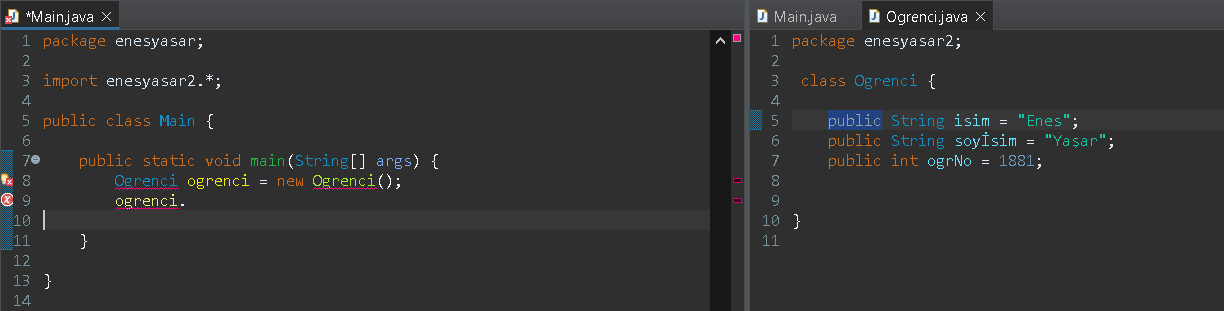 *Main.java
1 package enesyasar;
2
3 import enesyasar2.*;
4
5 public class Main {
6
7 public static void main(String[] args) {
8 Ogrenci ogrenci = new Ogrenci();
9 ogrenci.
10
11 }
12
13 }
14
Main.java Ogrenci.java
1 package enesyasar2;
2
3 class Ogrenci {
4
5 public String isim = "Enes";
6 public String soyİsim = "Yaşar";
7 public int ogrNo = 1881;
8
9
10 }
11